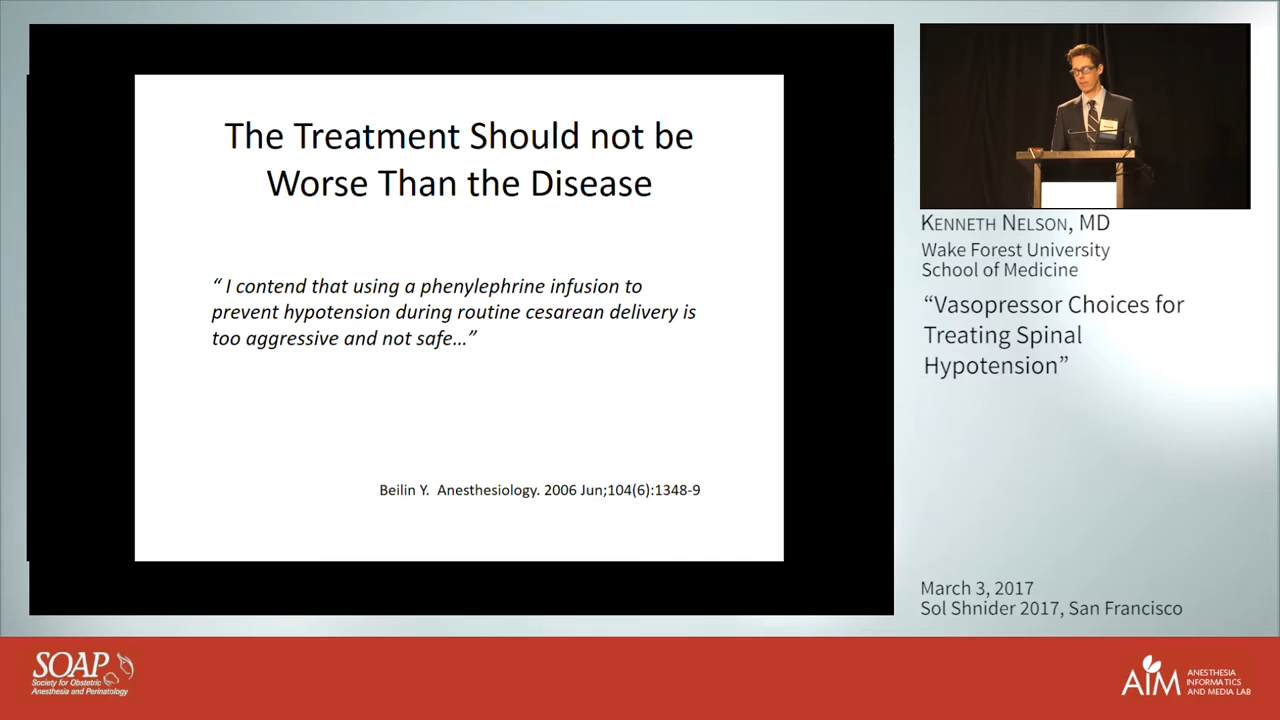 The Treatment Should not be
Worse Than the Disease
“ I contend that using a phenylephrine infusion to
prevent hypotension during routine cesarean delivery is
too aggressive and not safe…”
Beilin Y.  Anesthesiology. 2006 Jun;104(6):1348-9
KENNETH NELSON, MD
Wake Forest University
School of Medicine
“Vasopressor Choices for
Treating Spinal
Hypotension”
March 3, 2017
Sol Shnider 2017, San Francisco
SOAP
Society for Obstetric
Anesthesia and Perinatology
AIM
ANESTHESIA
INFORMATICS
AND MEDIA LAB